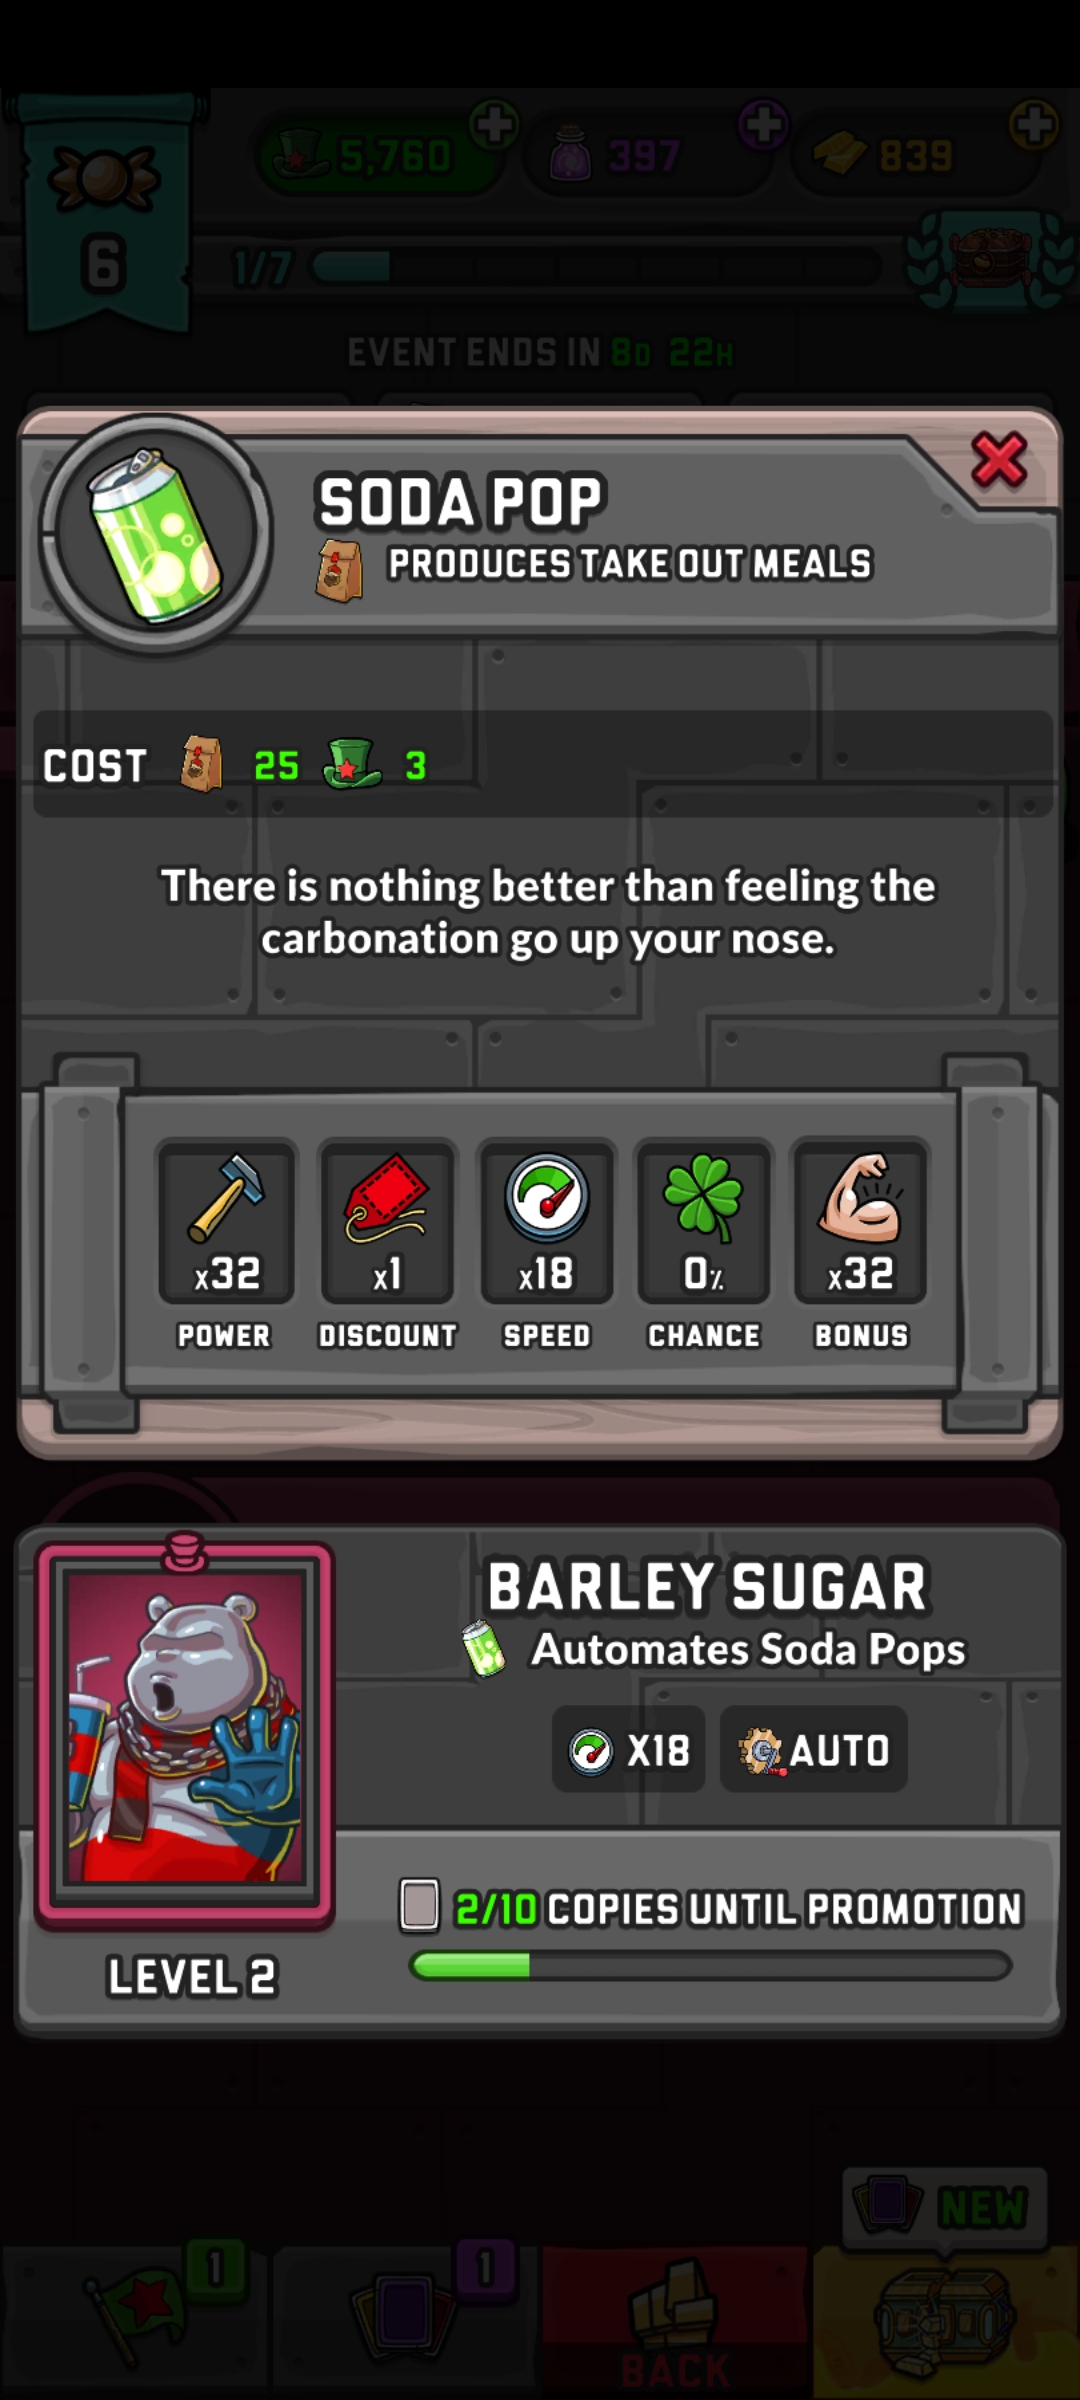 5,760
397
839
6
1/7
EVENT ENDS IN 8D 22H
SODA POP
PRODUCES TAKE OUT MEALS
COST 25 3
There is nothing better than feeling the
carbonation go up your nose.
x32 x1 x18 0% x32
POWER DISCOUNT SPEED CHANCE BONUS
BARLEY SUGAR
Automates Soda Pops
X18 AUTO
2/10 COPIES UNTIL PROMOTION
LEVEL 2
NEW
1
1
BACK